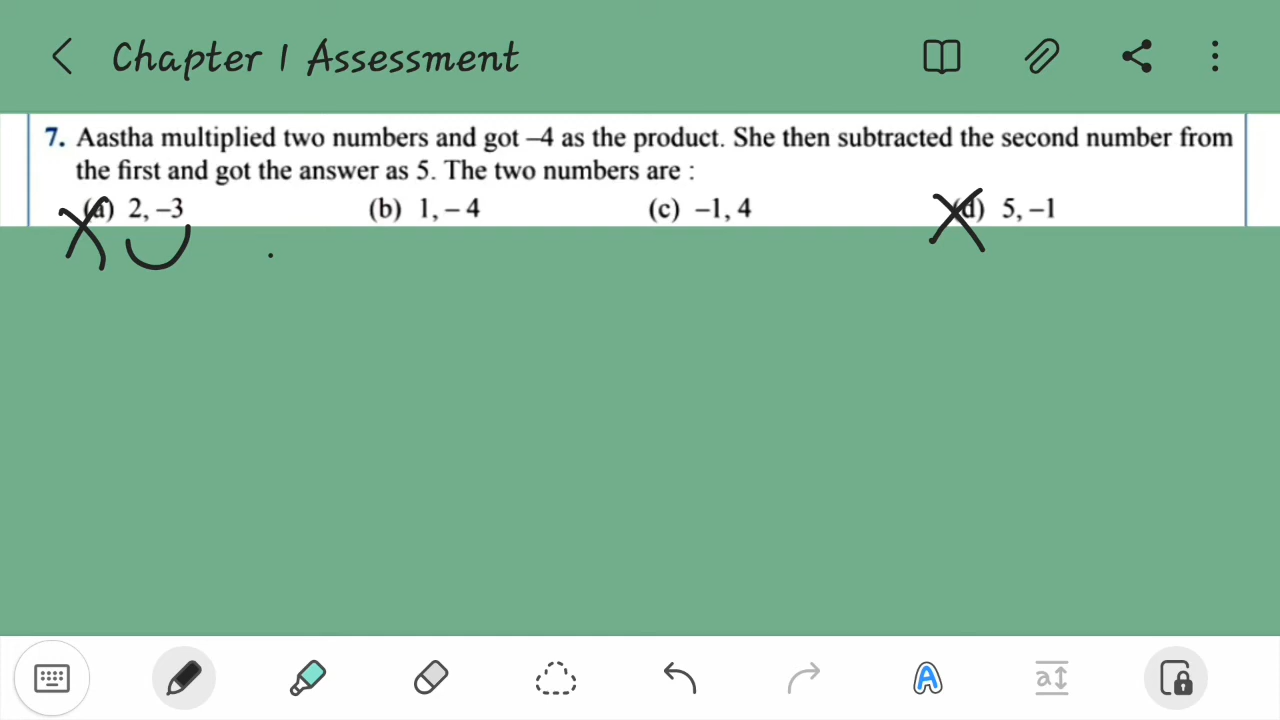 Chapter 1 Assessment
7. Aastha multiplied two numbers and got –4 as the product. She then subtracted the second number from
the first and got the answer as 5. The two numbers are :
(a) 2, –3 (b) 1, – 4 (c) –1, 4 (d) 5, –1
A
a